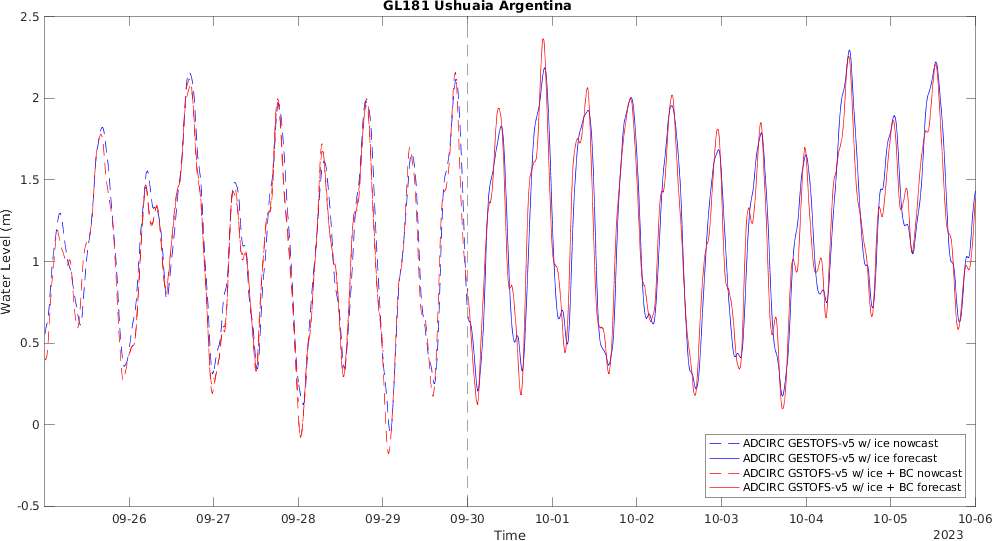 GL181 Ushuaia Argentina
2.5
2
1.5
1
0.5
0
-0.5
Water Level (m)
ADCIRC GESTOFS-v5 w/ ice nowcast
ADCIRC GESTOFS-v5 w/ ice forecast
ADCIRC GSTOFS-v5 w/ ice + BC nowcast
ADCIRC GSTOFS-v5 w/ ice + BC forecast
09-26 09-27 09-28 09-29 09-30 10-01 10-02 10-03 10-04 10-05 10-06
Time
2023